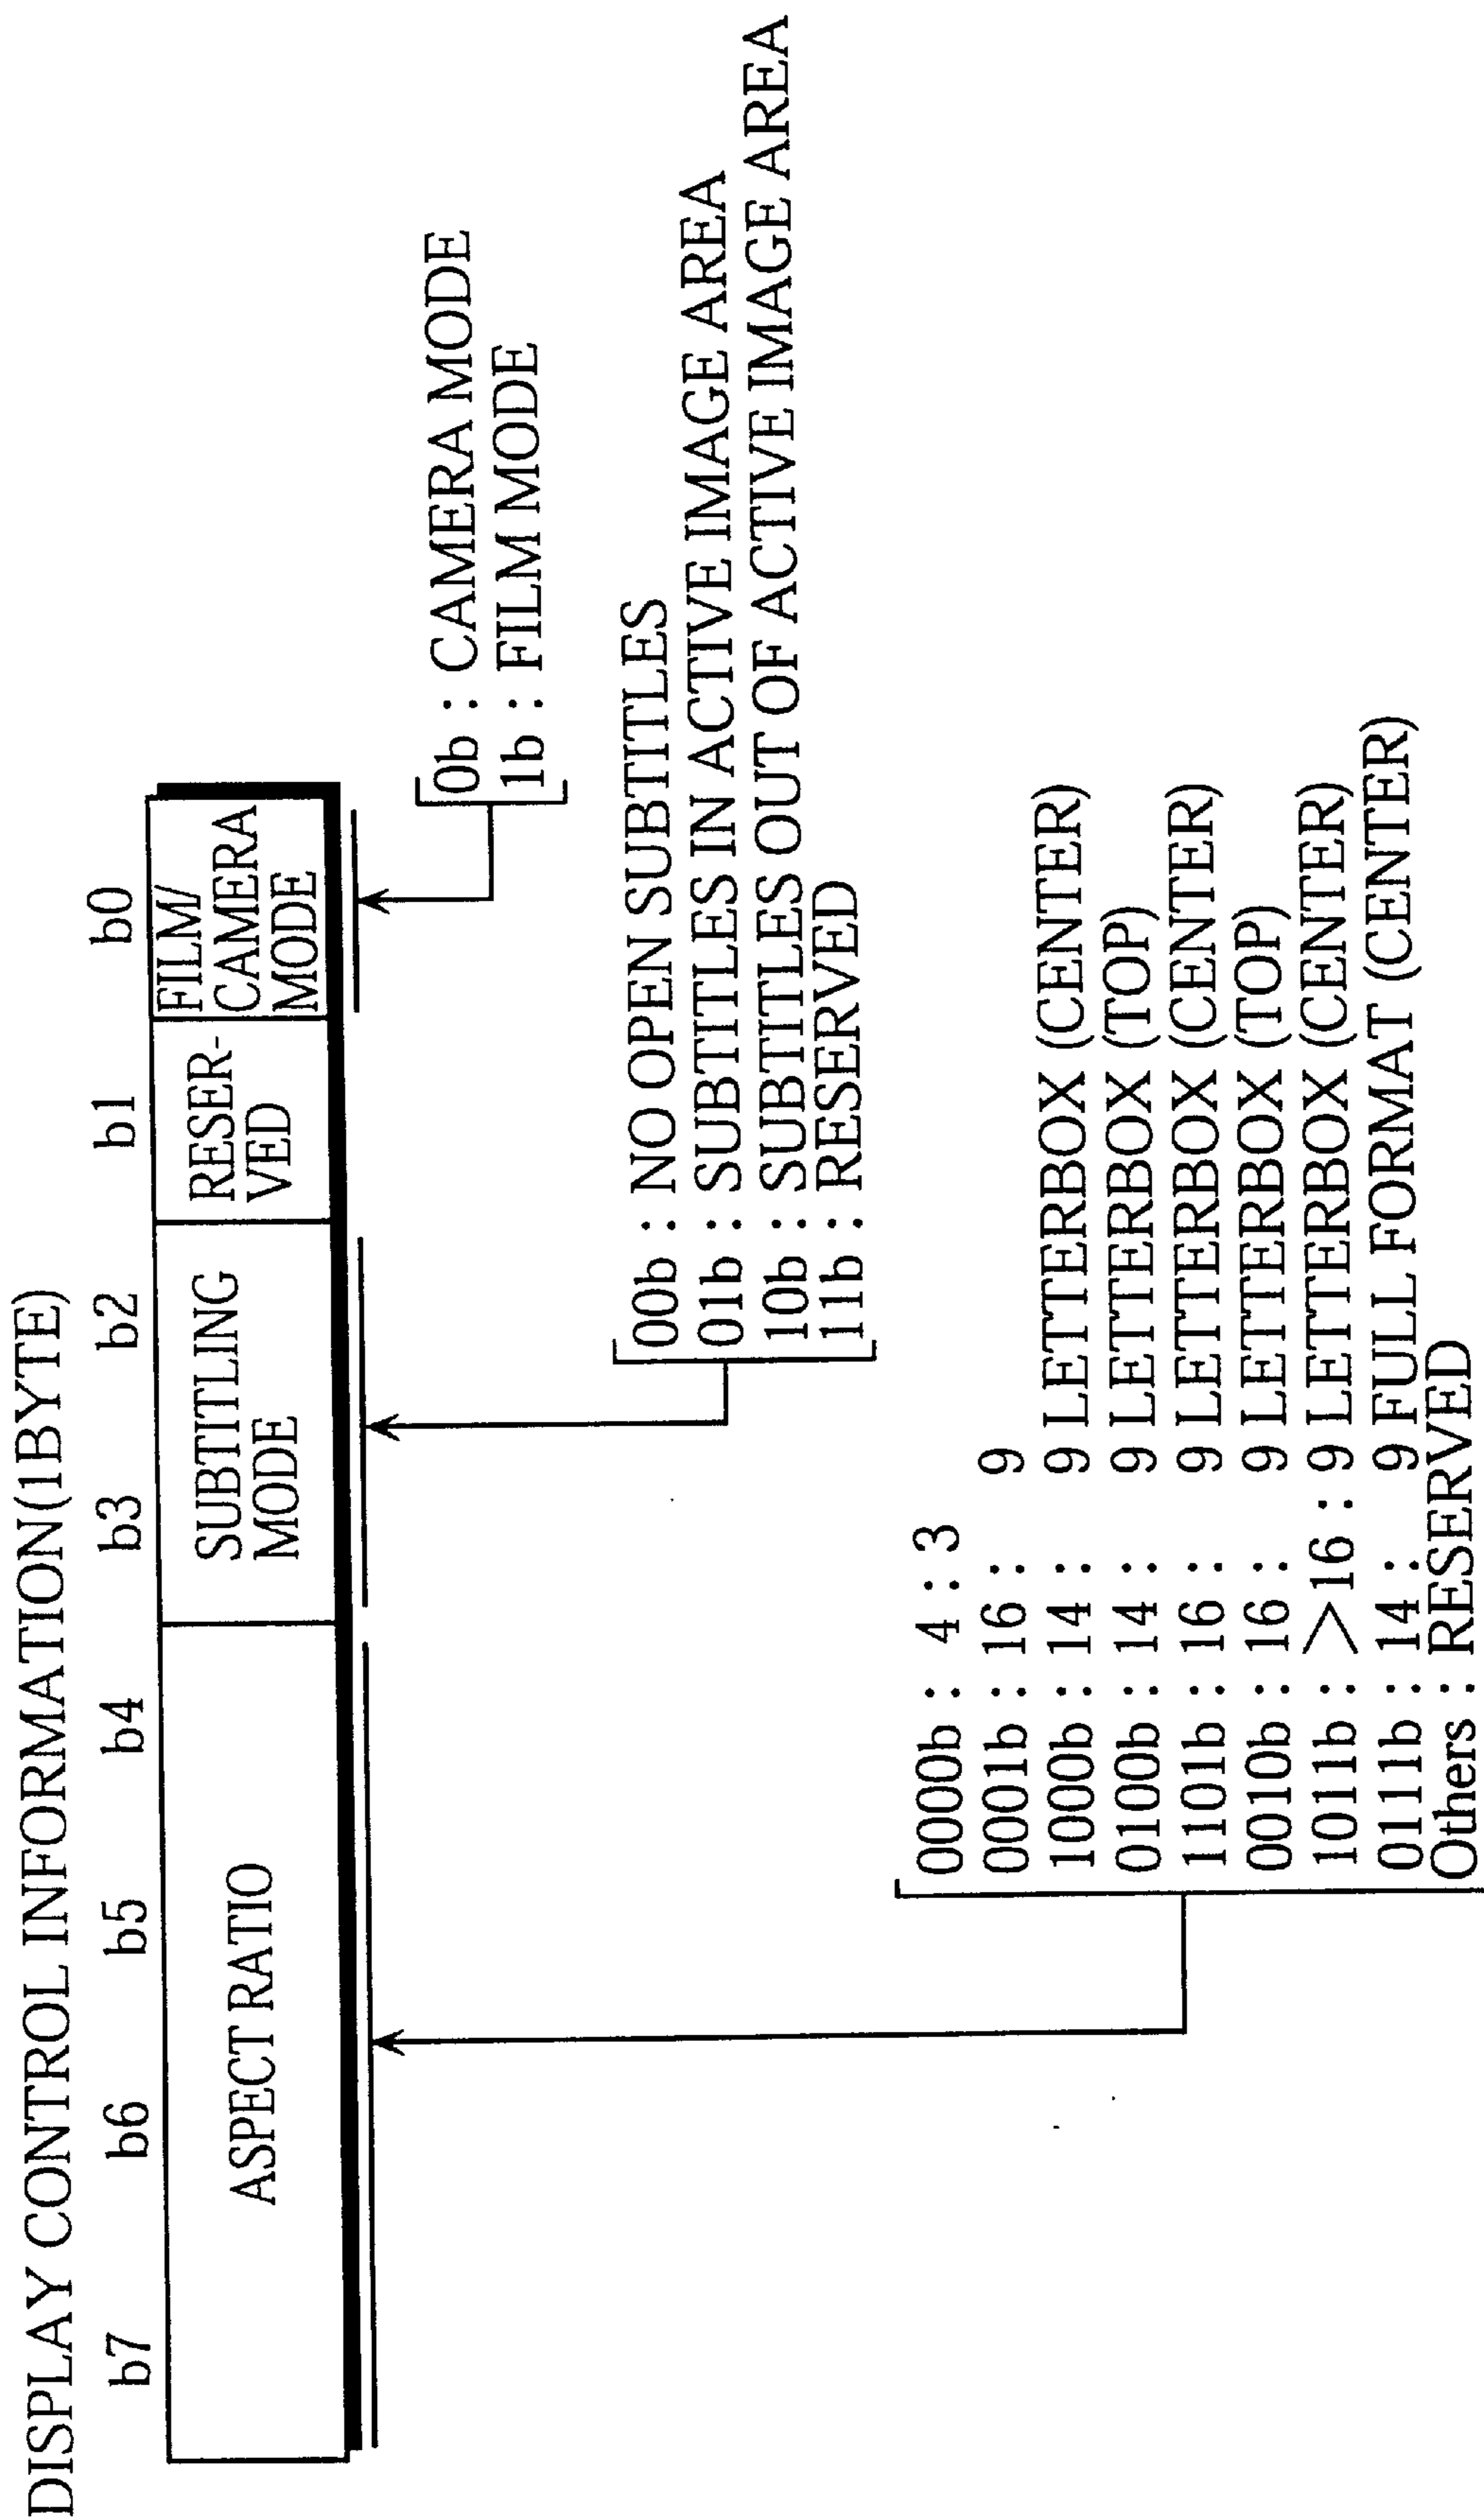 DISPLAY CONTROL INFORMATION(1BYTE)
b7 b6 b5 b4 b3 b2 b1 b0
ASPECT RATIO
SUBTITLING
MODE
RESER-
VED
FILM/
CAMERA
MODE
0b : CAMERA MODE
1b : FILM MODE
00b : NO OPEN SUBTITLES
01b : SUBTITLES IN ACTIVE IMAGE AREA
10b : SUBTITLES OUT OF ACTIVE IMAGE AREA
11b : RESERVED
0000b : 4 : 3
0001b : 16 : 9
1000b : 14 : 9 LETTERBOX (CENTER)
0100b : 14 : 9 LETTERBOX (TOP)
1101b : 16 : 9 LETTERBOX (CENTER)
0010b : 16 : 9 LETTERBOX (TOP)
1011b : >16 : 9 LETTERBOX (CENTER)
0111b : 14 : 9 FULL FORMAT (CENTER)
Others : RESERVED